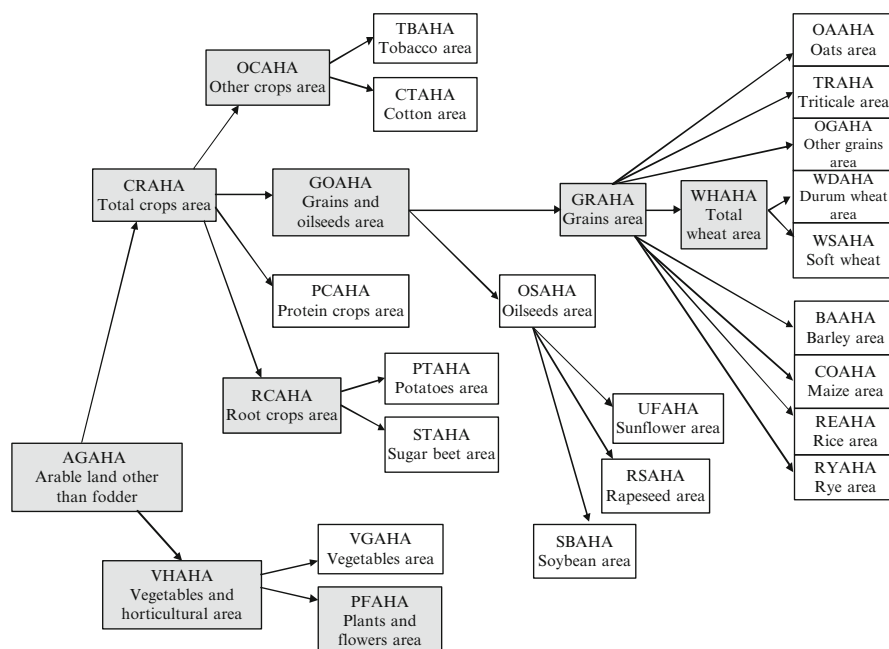 TBAHA
Tobacco area
OCAHA
Other crops area
CTAHA
Cotton area
OAAHA
Oats area
TRAHA
Triticale area
OGAHA
Other grains
area
CRAHA
Total crops area
GOAHA
Grains and
oilseeds area
GRAHA
Grains area
WHAHA
Total
wheat area
WDAHA
Durum wheat
area
WSAHA
Soft wheat
PCAHA
Protein crops area
OSAHA
Oilseeds area
BAAHA
Barley area
COAHA
Maize area
REAHA
Rice area
RYAHA
Rye area
RCAHA
Root crops area
PTAHA
Potatoes area
STAHA
Sugar beet area
UFAHA
Sunflower area
RSAHA
Rapeseed area
SBAHA
Soybean area
AGAHA
Arable land other
than fodder
VHAHA
Vegetables and
horticultural area
VGAHA
Vegetables area
PFAHA
Plants and
flowers area